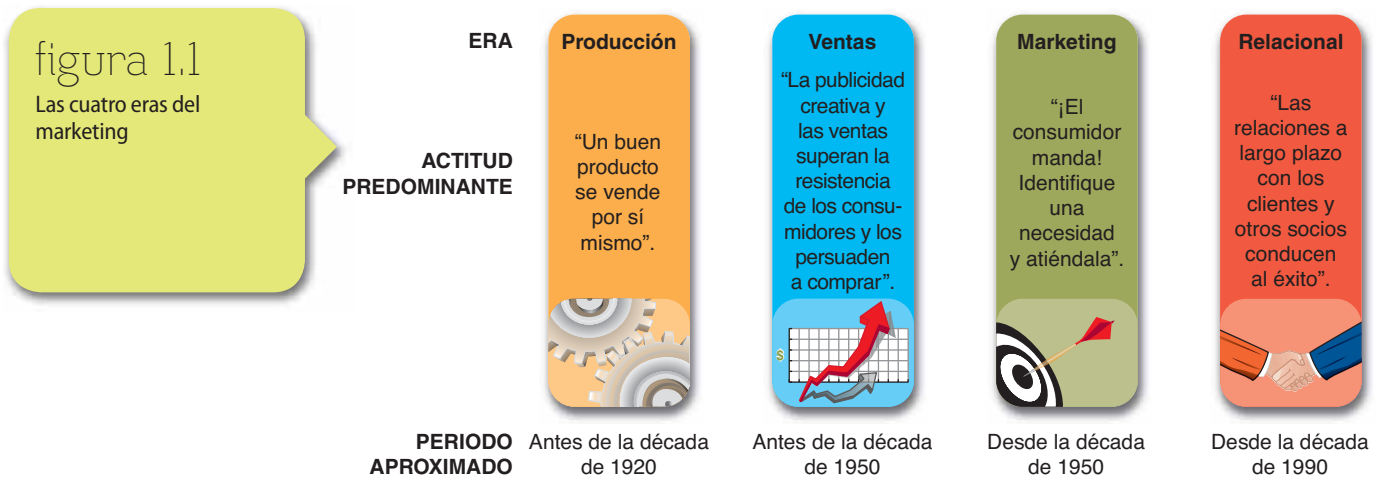 figura 1.1
Las cuatro eras del
marketing
ERA
Producción
Ventas
Marketing
Relacional
ACTITUD
PREDOMINANTE
“Un buen
producto
se vende
por sí
mismo”.
“La publicidad
creativa y
las ventas
superan la
resistencia
de los consu-
midores y los
persuaden
a comprar”.
“¡El
consumidor
manda!
Identifique
una
necesidad
y atiéndala”.
“Las
relaciones a
largo plazo
con los
clientes y
otros socios
conducen
al éxito”.
$
PERIODO
APROXIMADO
Antes de la década
de 1920
Antes de la década
de 1950
Desde la década
de 1950
Desde la década
de 1990